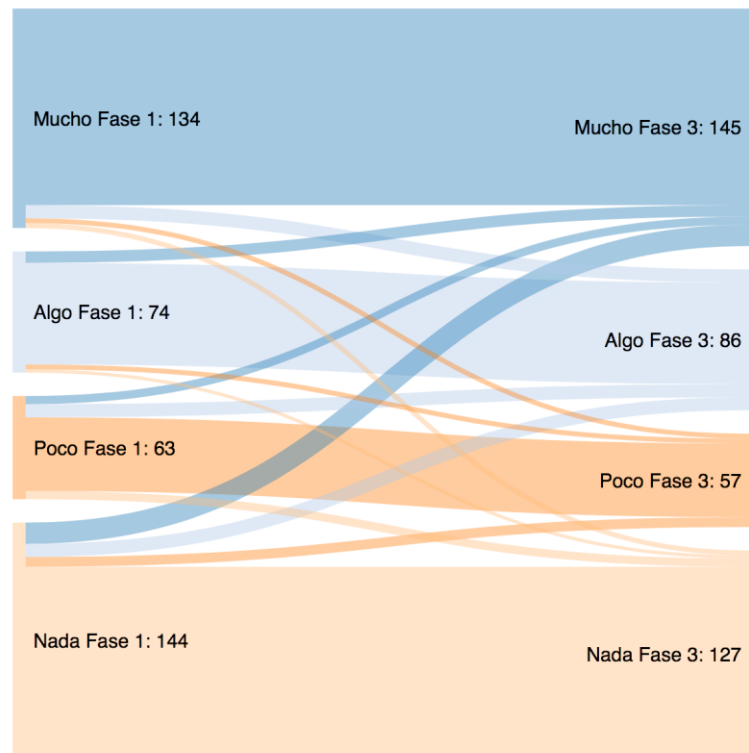 Mucho Fase 1: 134
Mucho Fase 3: 145
Algo Fase 1: 74
Algo Fase 3: 86
Poco Fase 1: 63
Poco Fase 3: 57
Nada Fase 1: 144
Nada Fase 3: 127